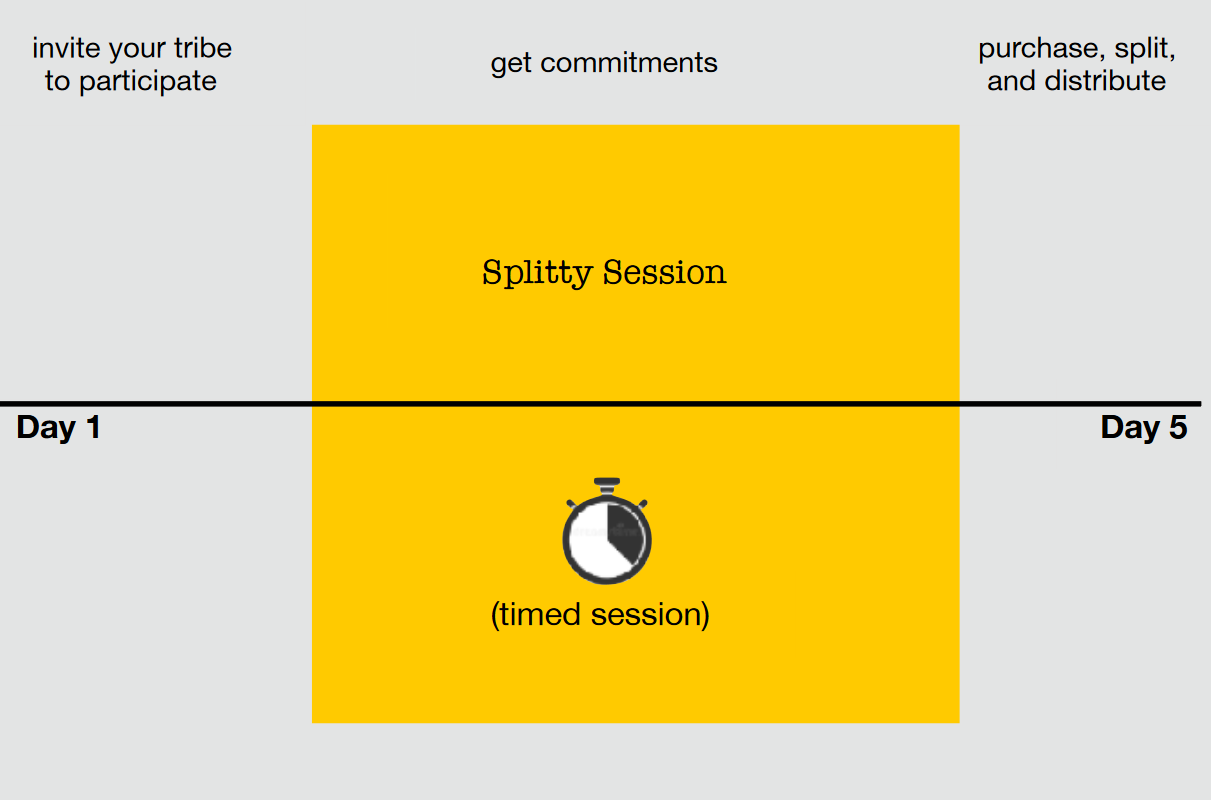 invite your tribe
to participate
get commitments
purchase, split,
and distribute
Splitty Session
Day 1
Day 5
(timed session)